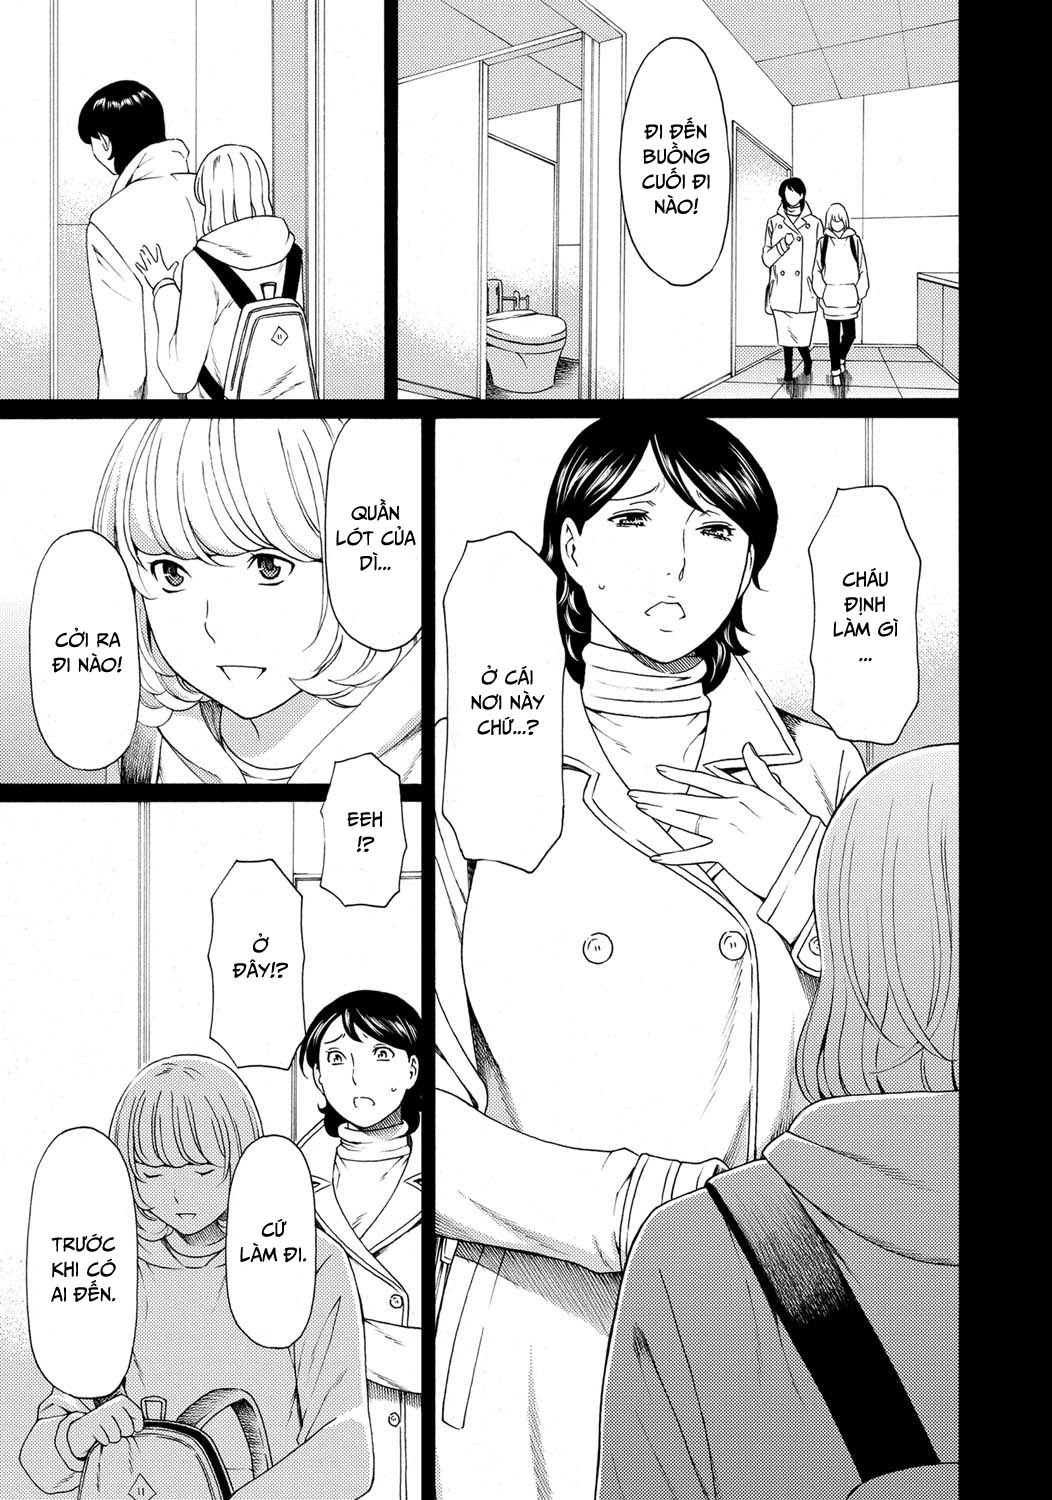 ĐI ĐẾN
BUỒNG
CUỐI ĐI
NÀO!
CHÁU
ĐỊNH
LÀM GÌ
...
Ở CÁI
NƠI NÀY
CHỨ...?
QUẦN
LÓT CỦA
DÌ...
CỞI RA
ĐI NÀO!
EEH
!?
Ở
ĐÂY!?
CỨ
LÀM ĐI.
TRƯỚC
KHI CÓ
AI ĐẾN.